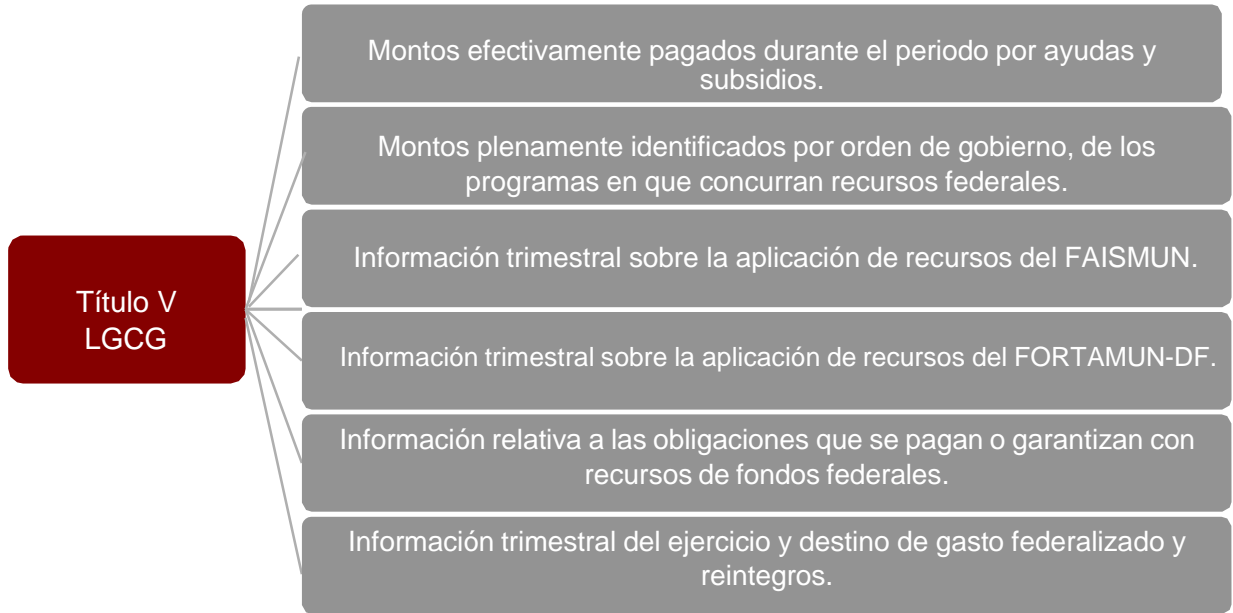 Montos efectivamente pagados durante el periodo por ayudas y
subsidios.
Montos plenamente identificados por orden de gobierno, de los
programas en que concurran recursos federales.
Información trimestral sobre la aplicación de recursos del FAISMUN.
Título V
LGCG
Información trimestral sobre la aplicación de recursos del FORTAMUN-DF.
Información relativa a las obligaciones que se pagan o garantizan con
recursos de fondos federales.
Información trimestral del ejercicio y destino de gasto federalizado y
reintegros.